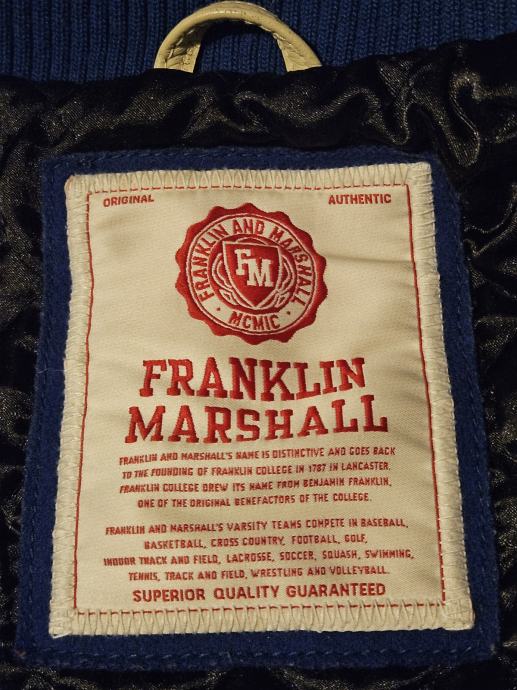 ORIGINAL AUTHENTIC
FRANKLIN AND MARSHALL
FM
· MCMIC ·
FRANKLIN
MARSHALL
FRANKLIN AND MARSHALL'S NAME IS DISTINCTIVE AND GOES BACK
TO THE FOUNDING OF FRANKLIN COLLEGE IN 1787 IN LANCASTER.
FRANKLIN COLLEGE DREW ITS NAME FROM BENJAMIN FRANKLIN,
ONE OF THE ORIGINAL BENEFACTORS OF THE COLLEGE.
FRANKLIN AND MARSHALL'S VARSITY TEAMS COMPETE IN BASEBALL,
BASKETBALL, CROSS COUNTRY, FOOTBALL, GOLF,
INDOOR TRACK AND FIELD, LACROSSE, SOCCER, SQUASH, SWIMMING,
TENNIS, TRACK AND FIELD, WRESTLING AND VOLLEYBALL.
SUPERIOR QUALITY GUARANTEED